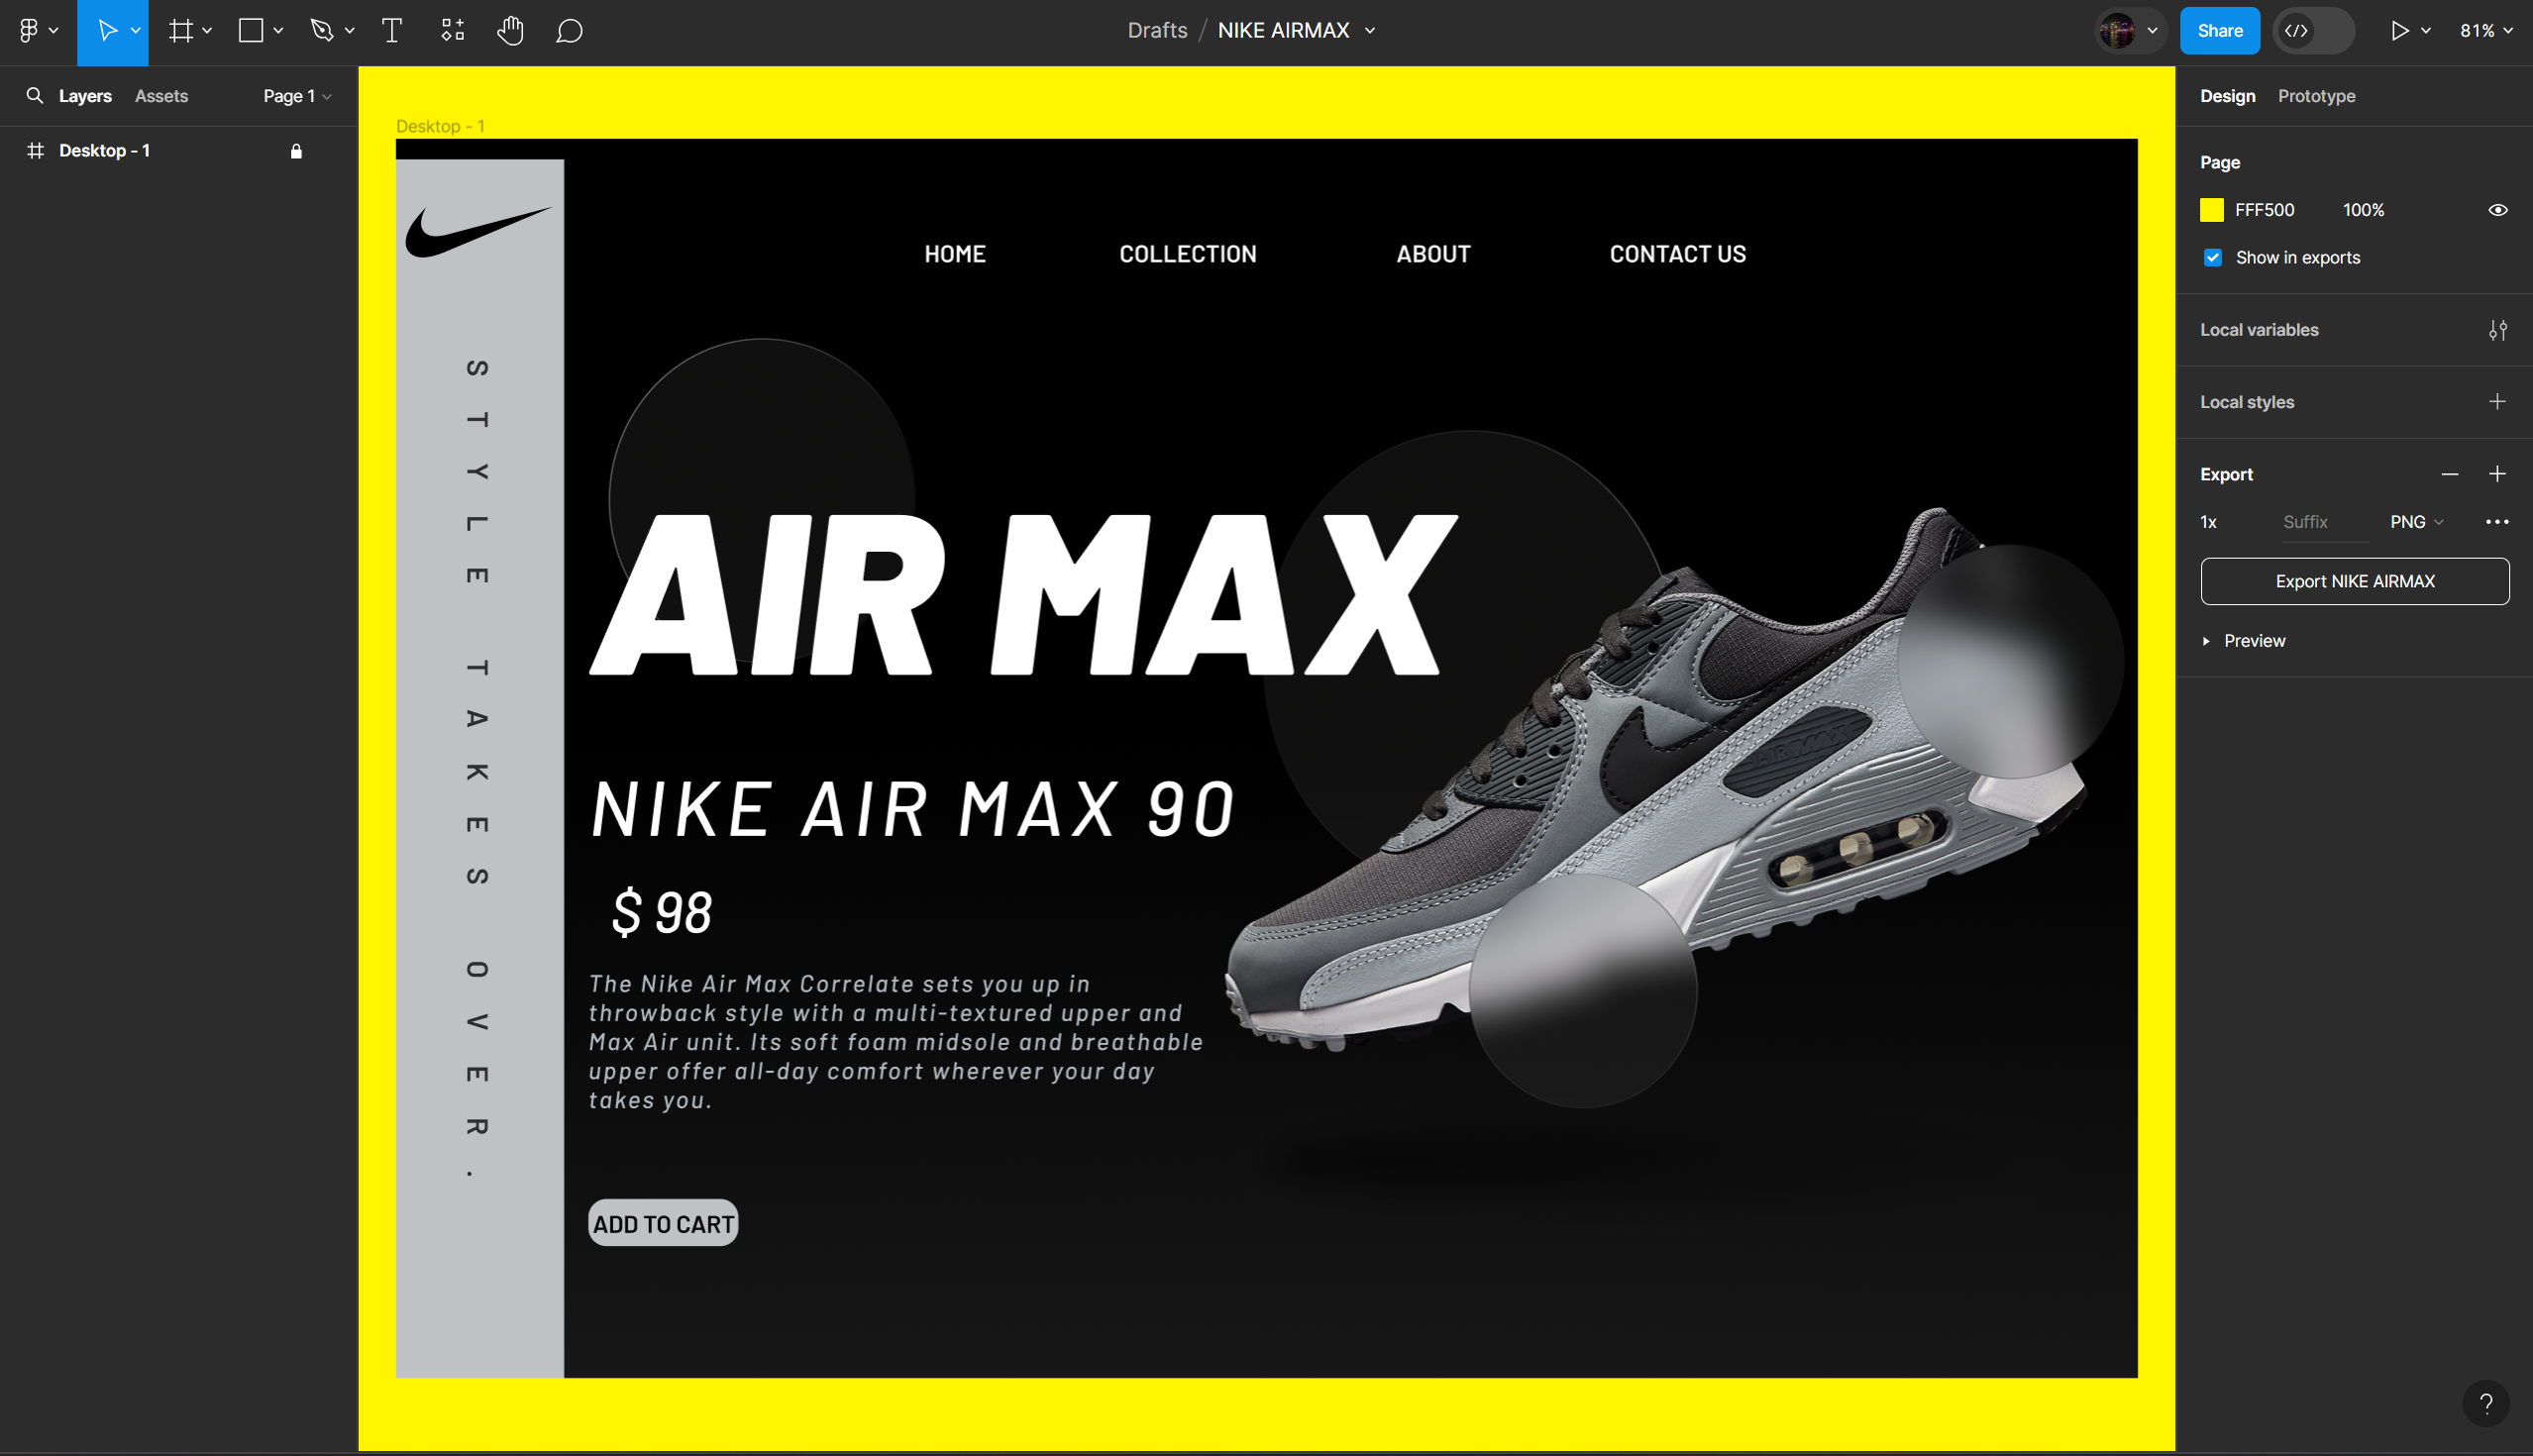 Drafts / NIKE AIRMAX
Share
81%
Layers
Assets
Page 1
Desktop - 1
Desktop - 1
HOME
COLLECTION
ABOUT
CONTACT US
STYLE TAKES OVER.
AIR MAX
AIR MAX
NIKE AIR MAX 90
$ 98
The Nike Air Max Correlate sets you up in
throwback style with a multi-textured upper and
Max Air unit. Its soft foam midsole and breathable
upper offer all-day comfort wherever your day
takes you.
ADD TO CART
Design
Prototype
Page
FFF500
100%
Show in exports
Local variables
Local styles
Export
1x
Suffix
PNG
Export NIKE AIRMAX
Preview
?